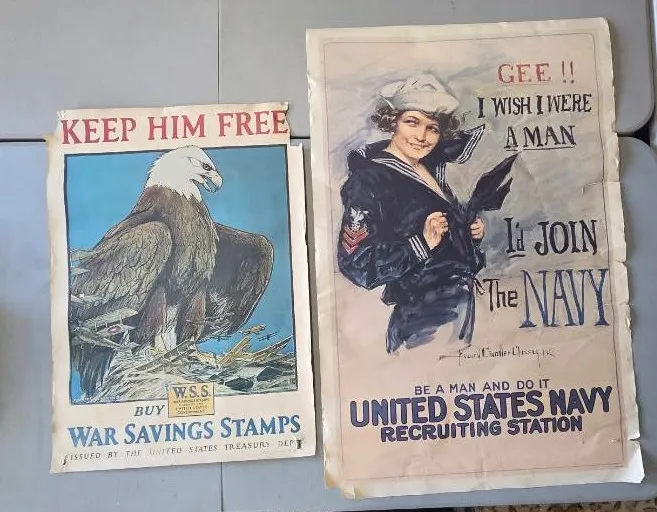 KEEP HIM FREE
W.S.S.
BUY
WAR SAVINGS STAMPS
ISSUED BY THE UNITED STATES TREASURY DEPT
GEE !!
I WISH I WERE
A MAN
I'd JOIN
The NAVY
Howard Chandler Christy
BE A MAN AND DO IT
UNITED STATES NAVY
RECRUITING STATION